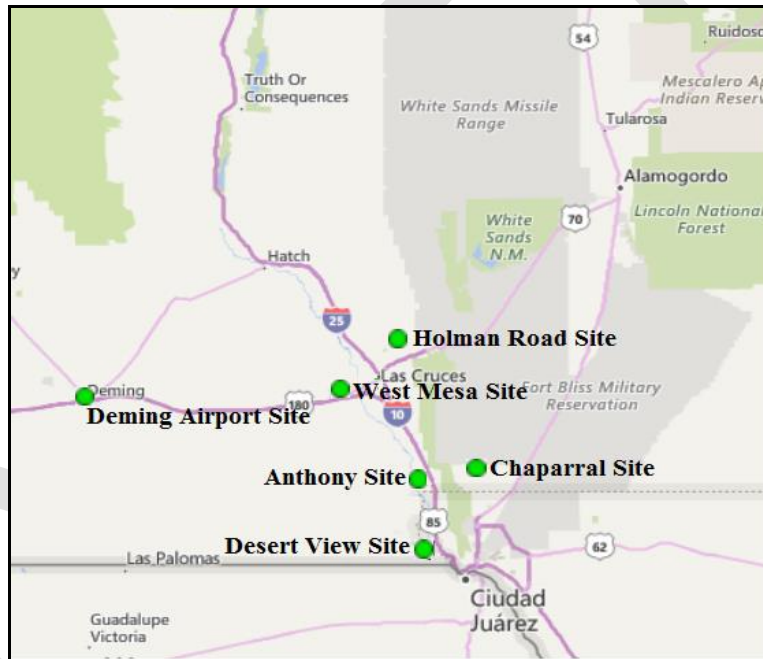 54
Ruidoso
Truth Or
Consequences
White Sands Missile
Range
Mescalero Ap
Indian Reserv
Tularosa
Alamogordo
White
Sands
N.M.
70
Lincoln National
Forest
Hatch
y
25
Holman Road Site
Las Cruces
West Mesa Site
Fort Bliss Military
Reservation
Deming
180
10
Deming Airport Site
Anthony Site
Chaparral Site
85
Desert View Site
62
Las Palomas
Ciudad
Juárez
Guadalupe
Victoria